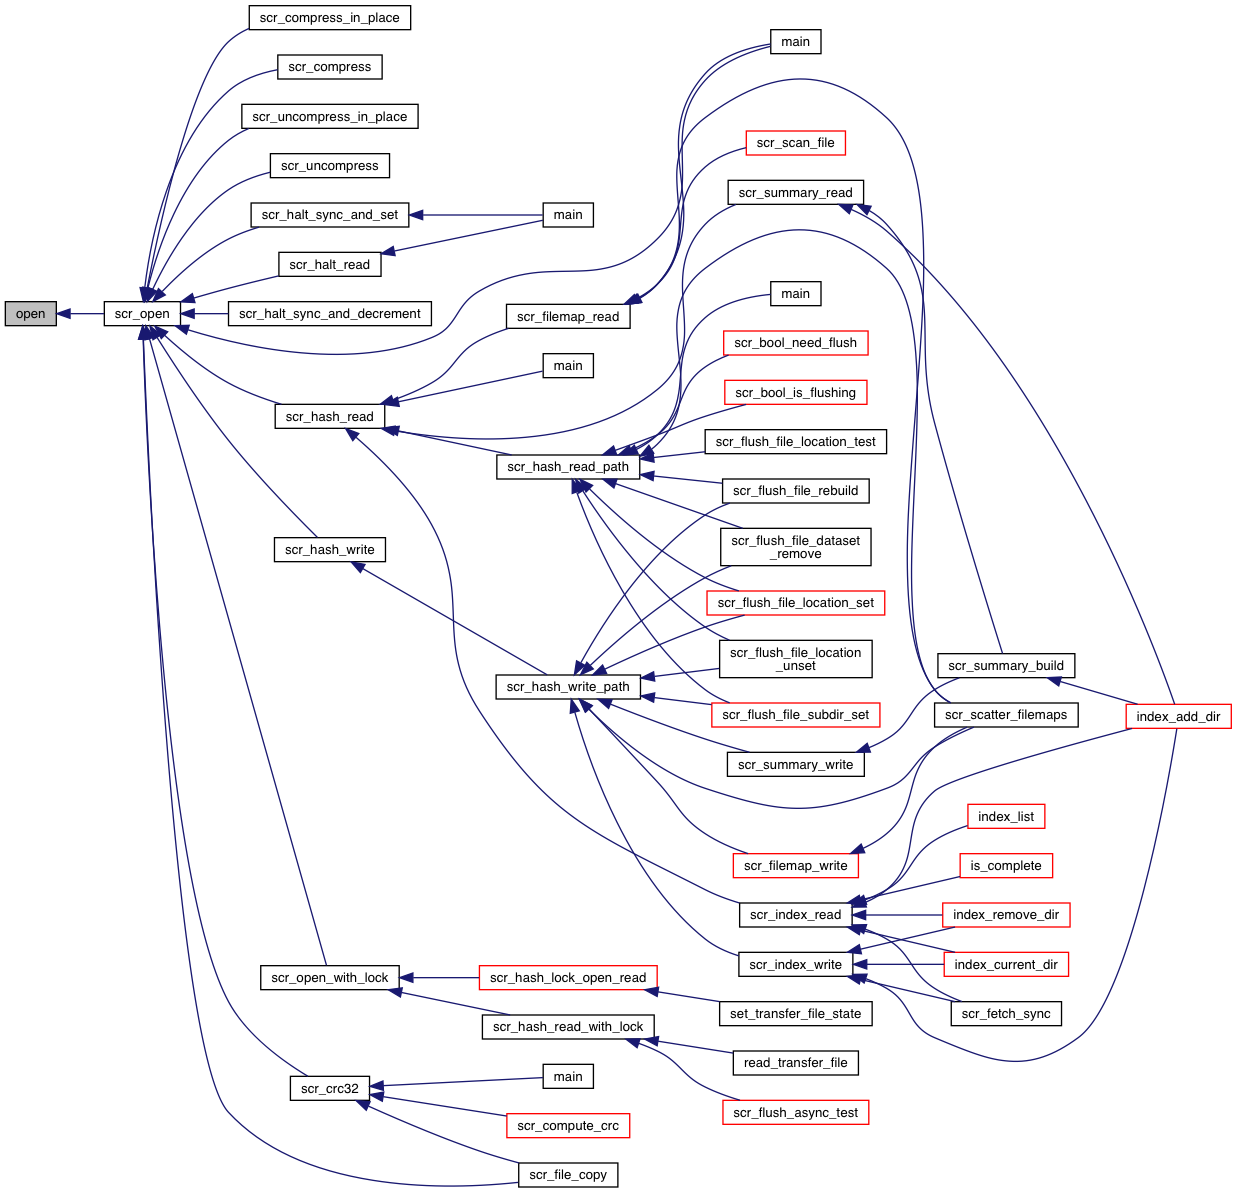 scr_compress_in_place
scr_compress
scr_uncompress_in_place
scr_uncompress
scr_halt_sync_and_set
main
scr_halt_read
open
scr_open
scr_halt_sync_and_decrement
scr_filemap_read
main
scr_hash_read
main
scr_scan_file
scr_summary_read
main
scr_bool_need_flush
scr_bool_is_flushing
scr_flush_file_location_test
scr_hash_read_path
scr_flush_file_rebuild
scr_flush_file_dataset
_remove
scr_hash_write
scr_flush_file_location_set
scr_flush_file_location
_unset
scr_hash_write_path
scr_flush_file_subdir_set
scr_summary_build
scr_scatter_filemaps
index_add_dir
scr_summary_write
scr_filemap_write
index_list
is_complete
scr_index_read
index_remove_dir
scr_index_write
index_current_dir
scr_fetch_sync
scr_open_with_lock
scr_hash_lock_open_read
set_transfer_file_state
scr_hash_read_with_lock
read_transfer_file
scr_flush_async_test
scr_crc32
main
scr_compute_crc
scr_file_copy